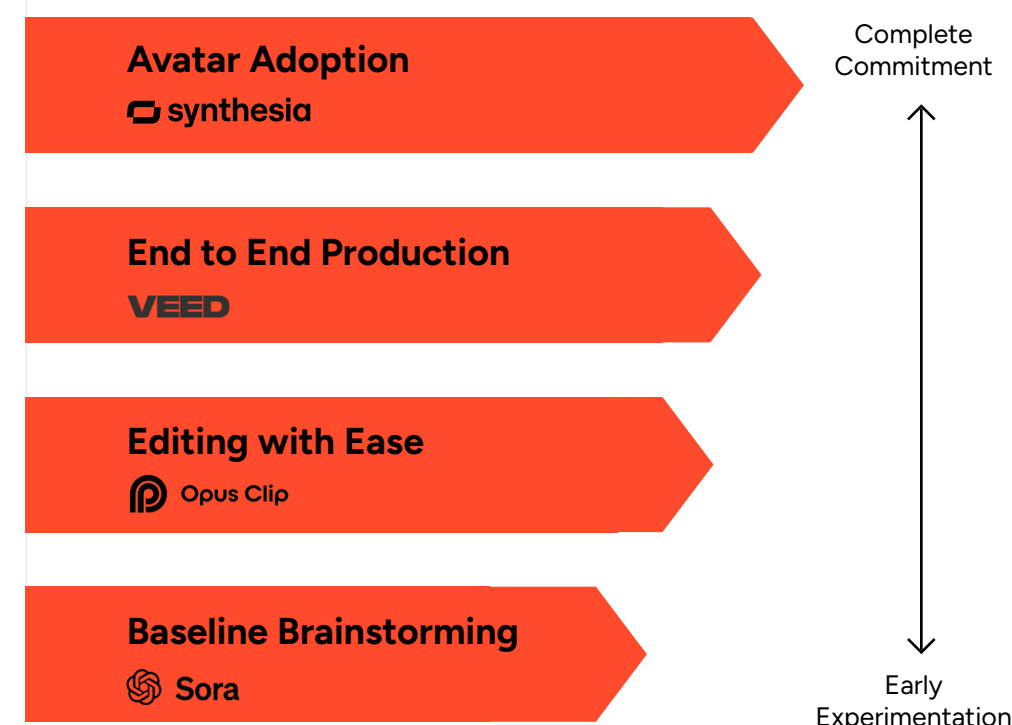 Avatar Adoption
synthesia
Complete
Commitment
End to End Production
VEED
Editing with Ease
Opus Clip
Baseline Brainstorming
Sora
Early
Experimentation